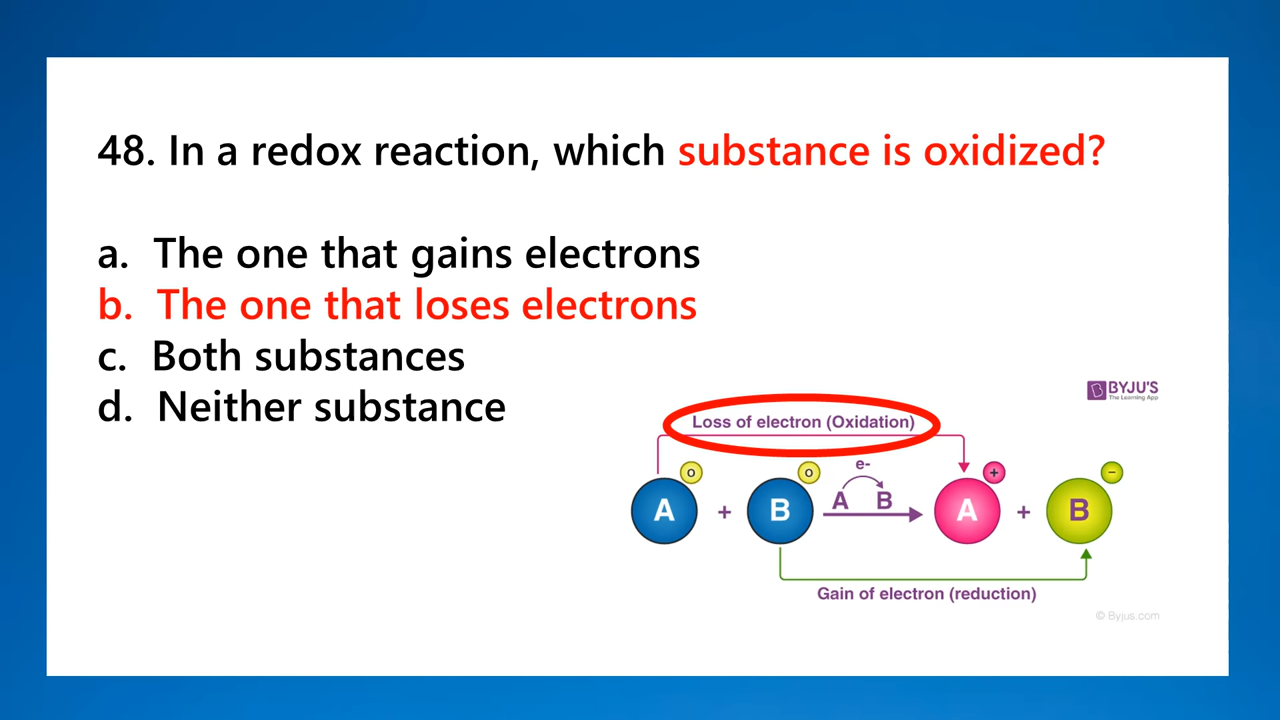 48. In a redox reaction, which substance is oxidized?
a. The one that gains electrons
b. The one that loses electrons
c. Both substances
d. Neither substance
BYJU'S
The Learning App
Loss of electron (Oxidation)
o o e- + −
A + B A B A + B
Gain of electron (reduction)
© Byjus.com